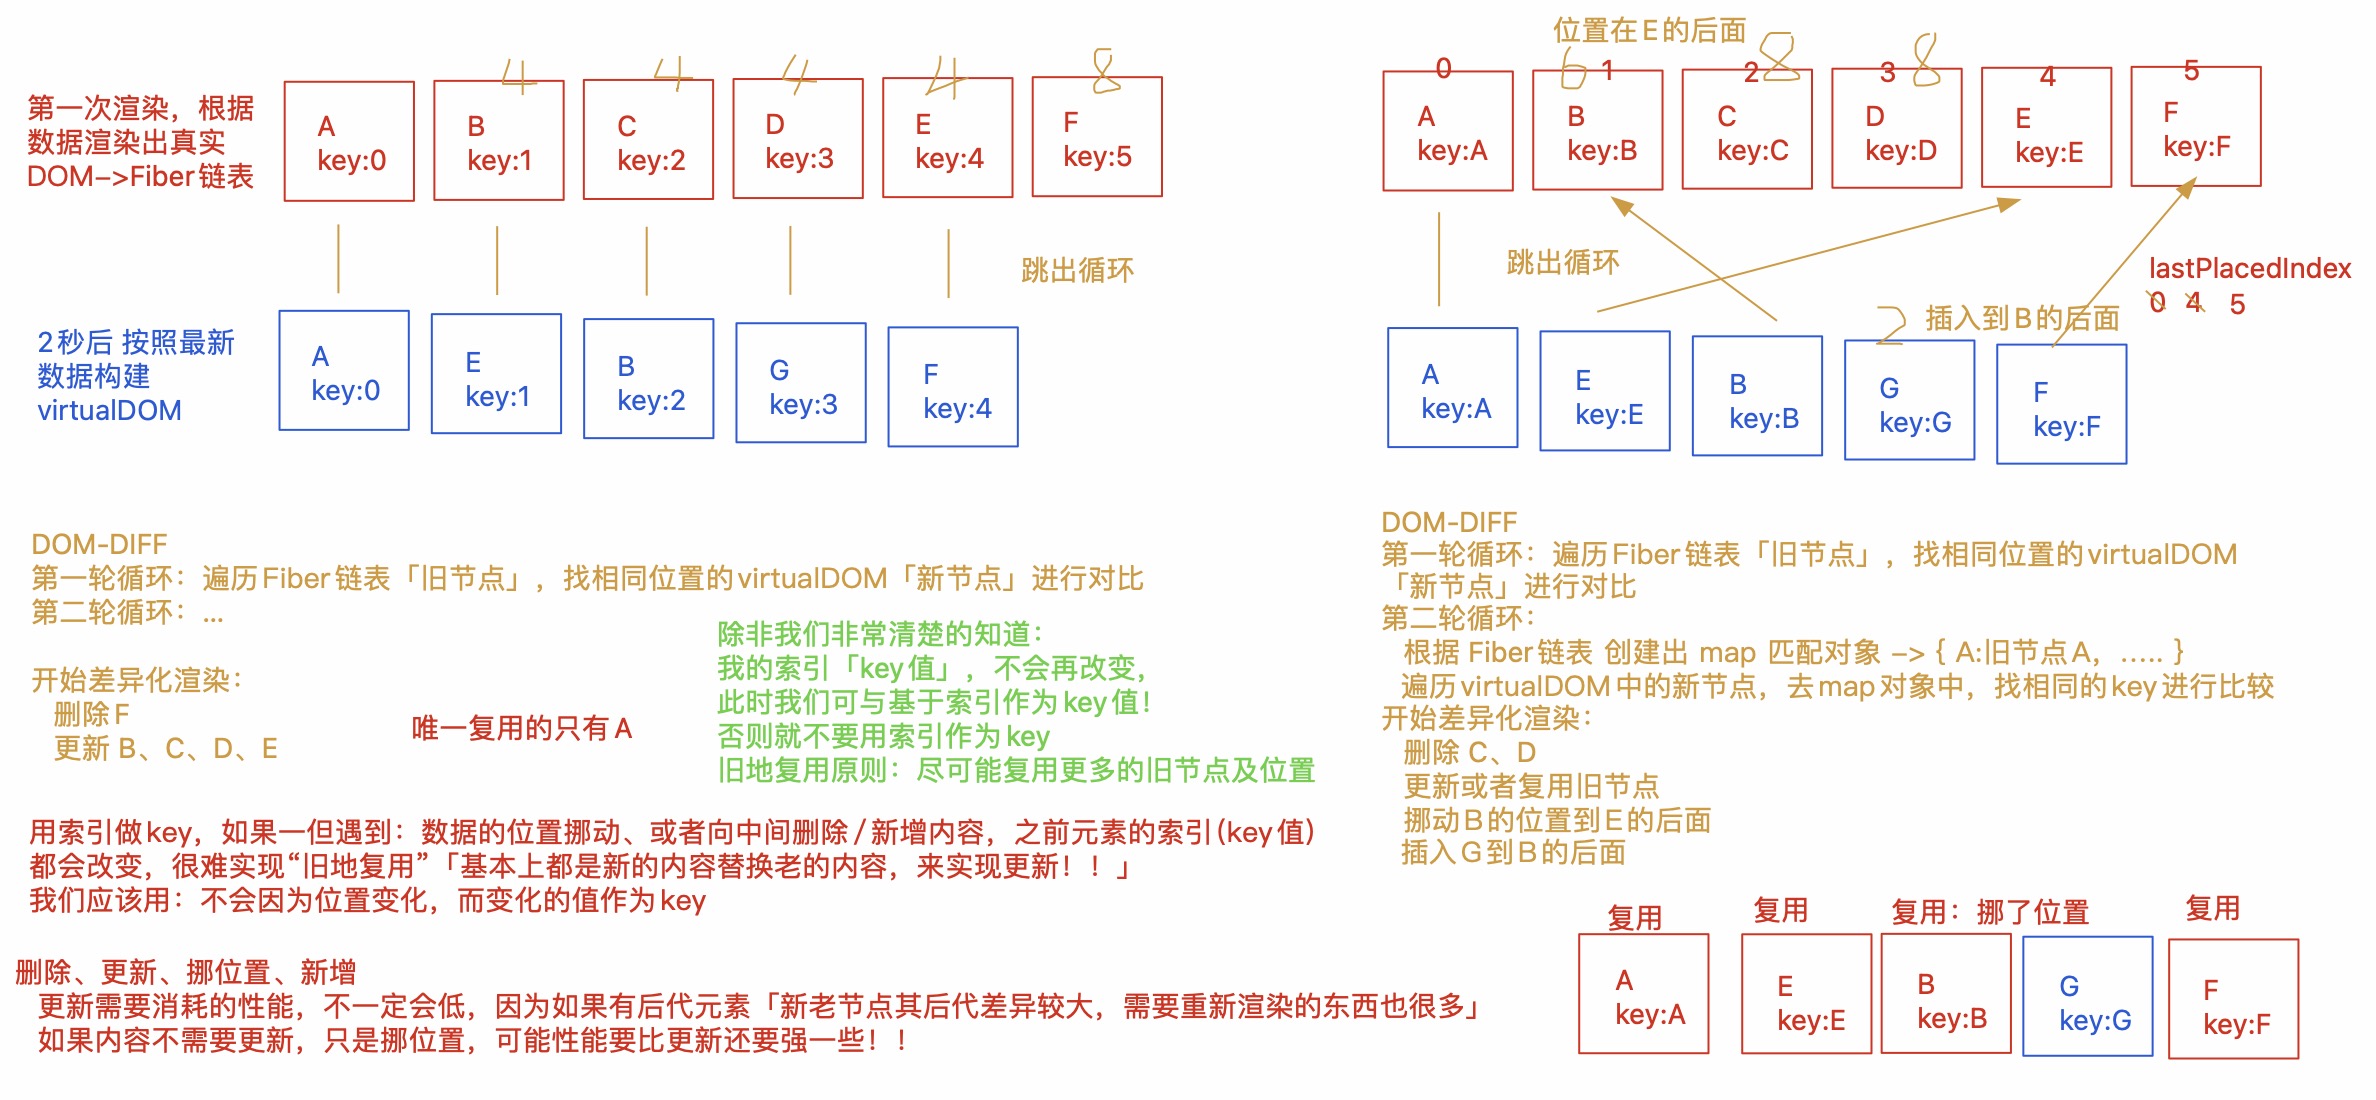 第一次渲染，根据
数据渲染出真实
DOM->Fiber链表
4
4
4
4
8
A
key:0
B
key:1
C
key:2
D
key:3
E
key:4
F
key:5
跳出循环
2秒后 按照最新
数据构建
virtualDOM
A
key:0
E
key:1
B
key:2
G
key:3
F
key:4
DOM-DIFF
第一轮循环：遍历Fiber链表「旧节点」，找相同位置的virtualDOM「新节点」进行对比
第二轮循环：...
开始差异化渲染：
删除F
更新 B、C、D、E
唯一复用的只有A
除非我们非常清楚的知道：
我的索引「key值」，不会再改变，
此时我们可与基于索引作为key值！
否则就不要用索引作为key
旧地复用原则：尽可能复用更多的旧节点及位置
用索引做key，如果一但遇到：数据的位置挪动、或者向中间删除/新增内容，之前元素的索引(key值)
都会改变，很难实现“旧地复用”「基本上都是新的内容替换老的内容，来实现更新！！」
我们应该用：不会因为位置变化，而变化的值作为key
删除、更新、挪位置、新增
更新需要消耗的性能，不一定会低，因为如果有后代元素「新老节点其后代差异较大，需要重新渲染的东西也很多」
如果内容不需要更新，只是挪位置，可能性能要比更新还要强一些！！
位置在E的后面
0
6
1
2
8
3
8
4
5
A
key:A
B
key:B
C
key:C
D
key:D
E
key:E
F
key:F
跳出循环
lastPlacedIndex
0 4 5
2
插入到B的后面
A
key:A
E
key:E
B
key:B
G
key:G
F
key:F
DOM-DIFF
第一轮循环：遍历Fiber链表「旧节点」，找相同位置的virtualDOM
「新节点」进行对比
第二轮循环：
根据 Fiber链表 创建出 map 匹配对象 -> { A:旧节点A，..... }
遍历virtualDOM中的新节点，去map对象中，找相同的key进行比较
开始差异化渲染：
删除 C、D
更新或者复用旧节点
挪动B的位置到E的后面
插入G到B的后面
复用
复用
复用：挪了位置
复用
A
key:A
E
key:E
B
key:B
G
key:G
F
key:F